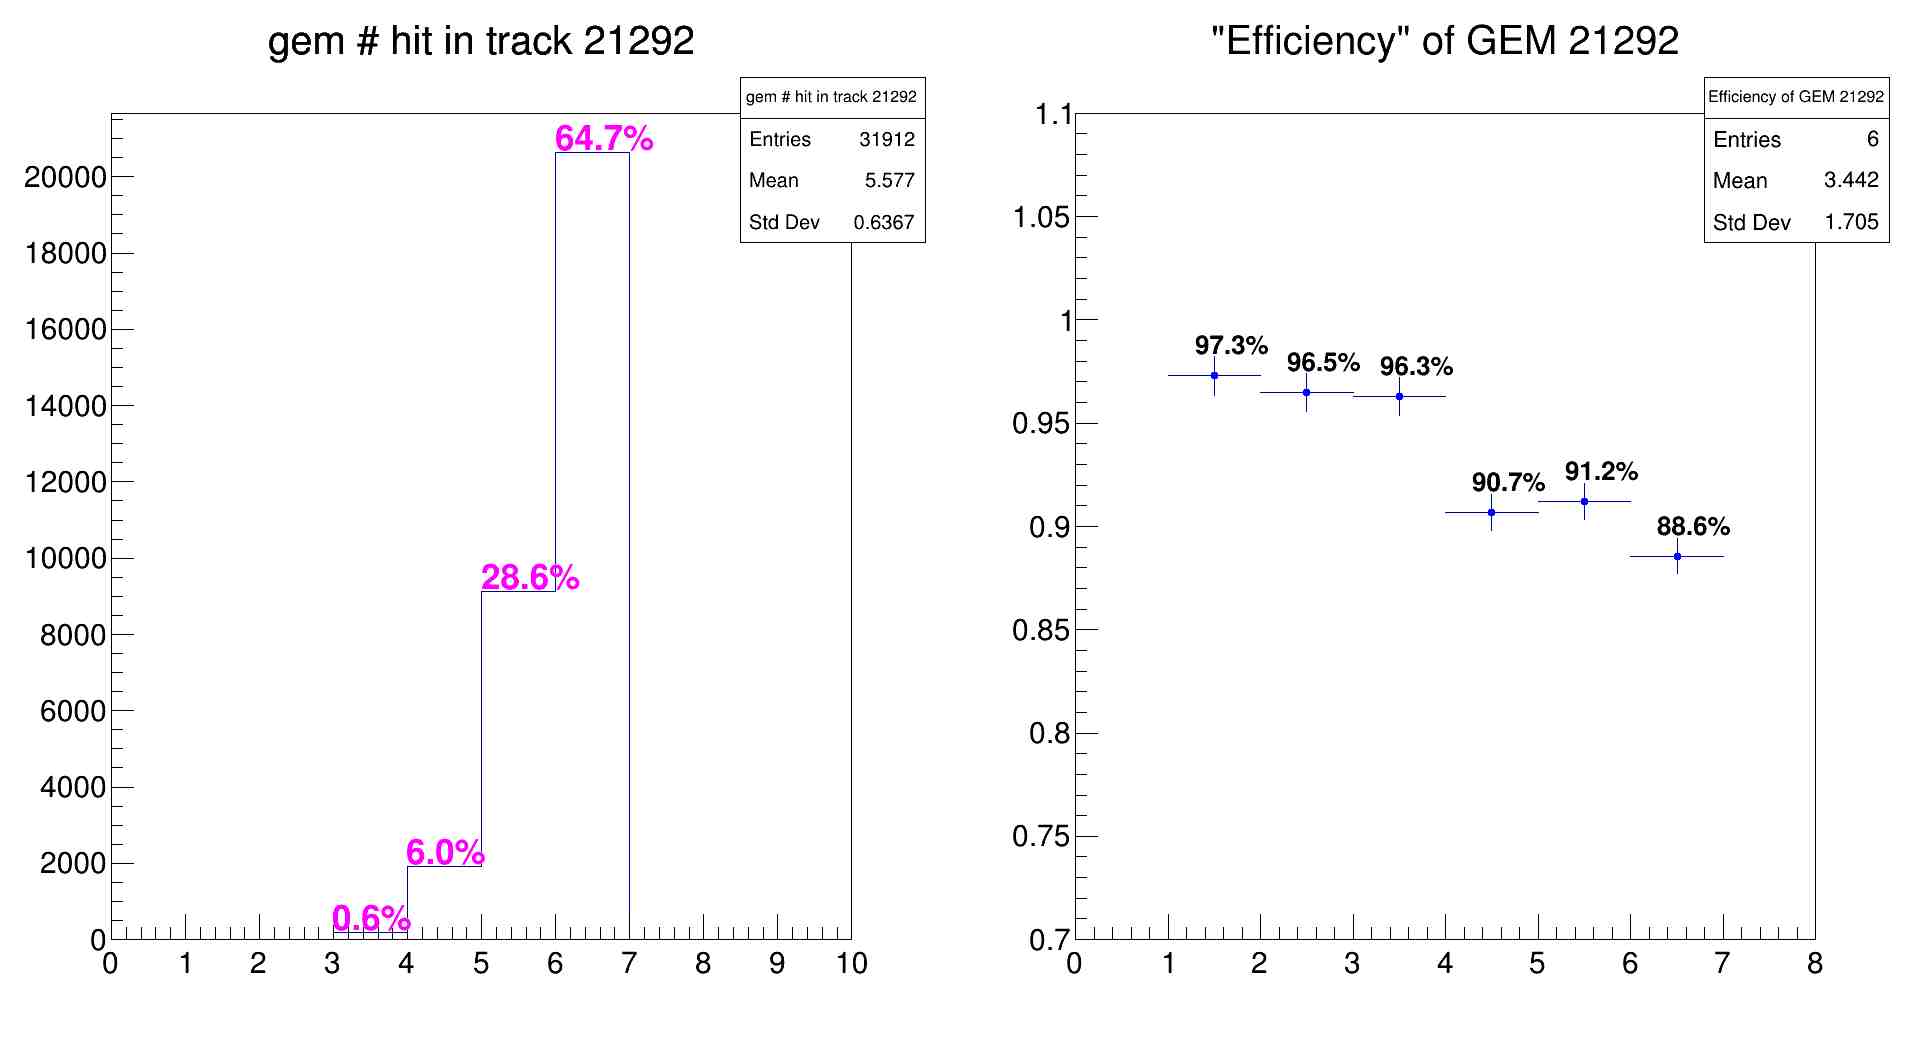 gem # hit in track 21292
gem # hit in track 21292
Entries 31912
Mean 5.577
Std Dev 0.6367
64.7%
28.6%
6.0%
0.6%
20000
18000
16000
14000
12000
10000
8000
6000
4000
2000
0
0 1 2 3 4 5 6 7 8 9 10
"Efficiency" of GEM 21292
Efficiency of GEM 21292
Entries 6
Mean 3.442
Std Dev 1.705
97.3%
96.5%
96.3%
90.7%
91.2%
88.6%
1.1
1.05
1
0.95
0.9
0.85
0.8
0.75
0.7
0 1 2 3 4 5 6 7 8